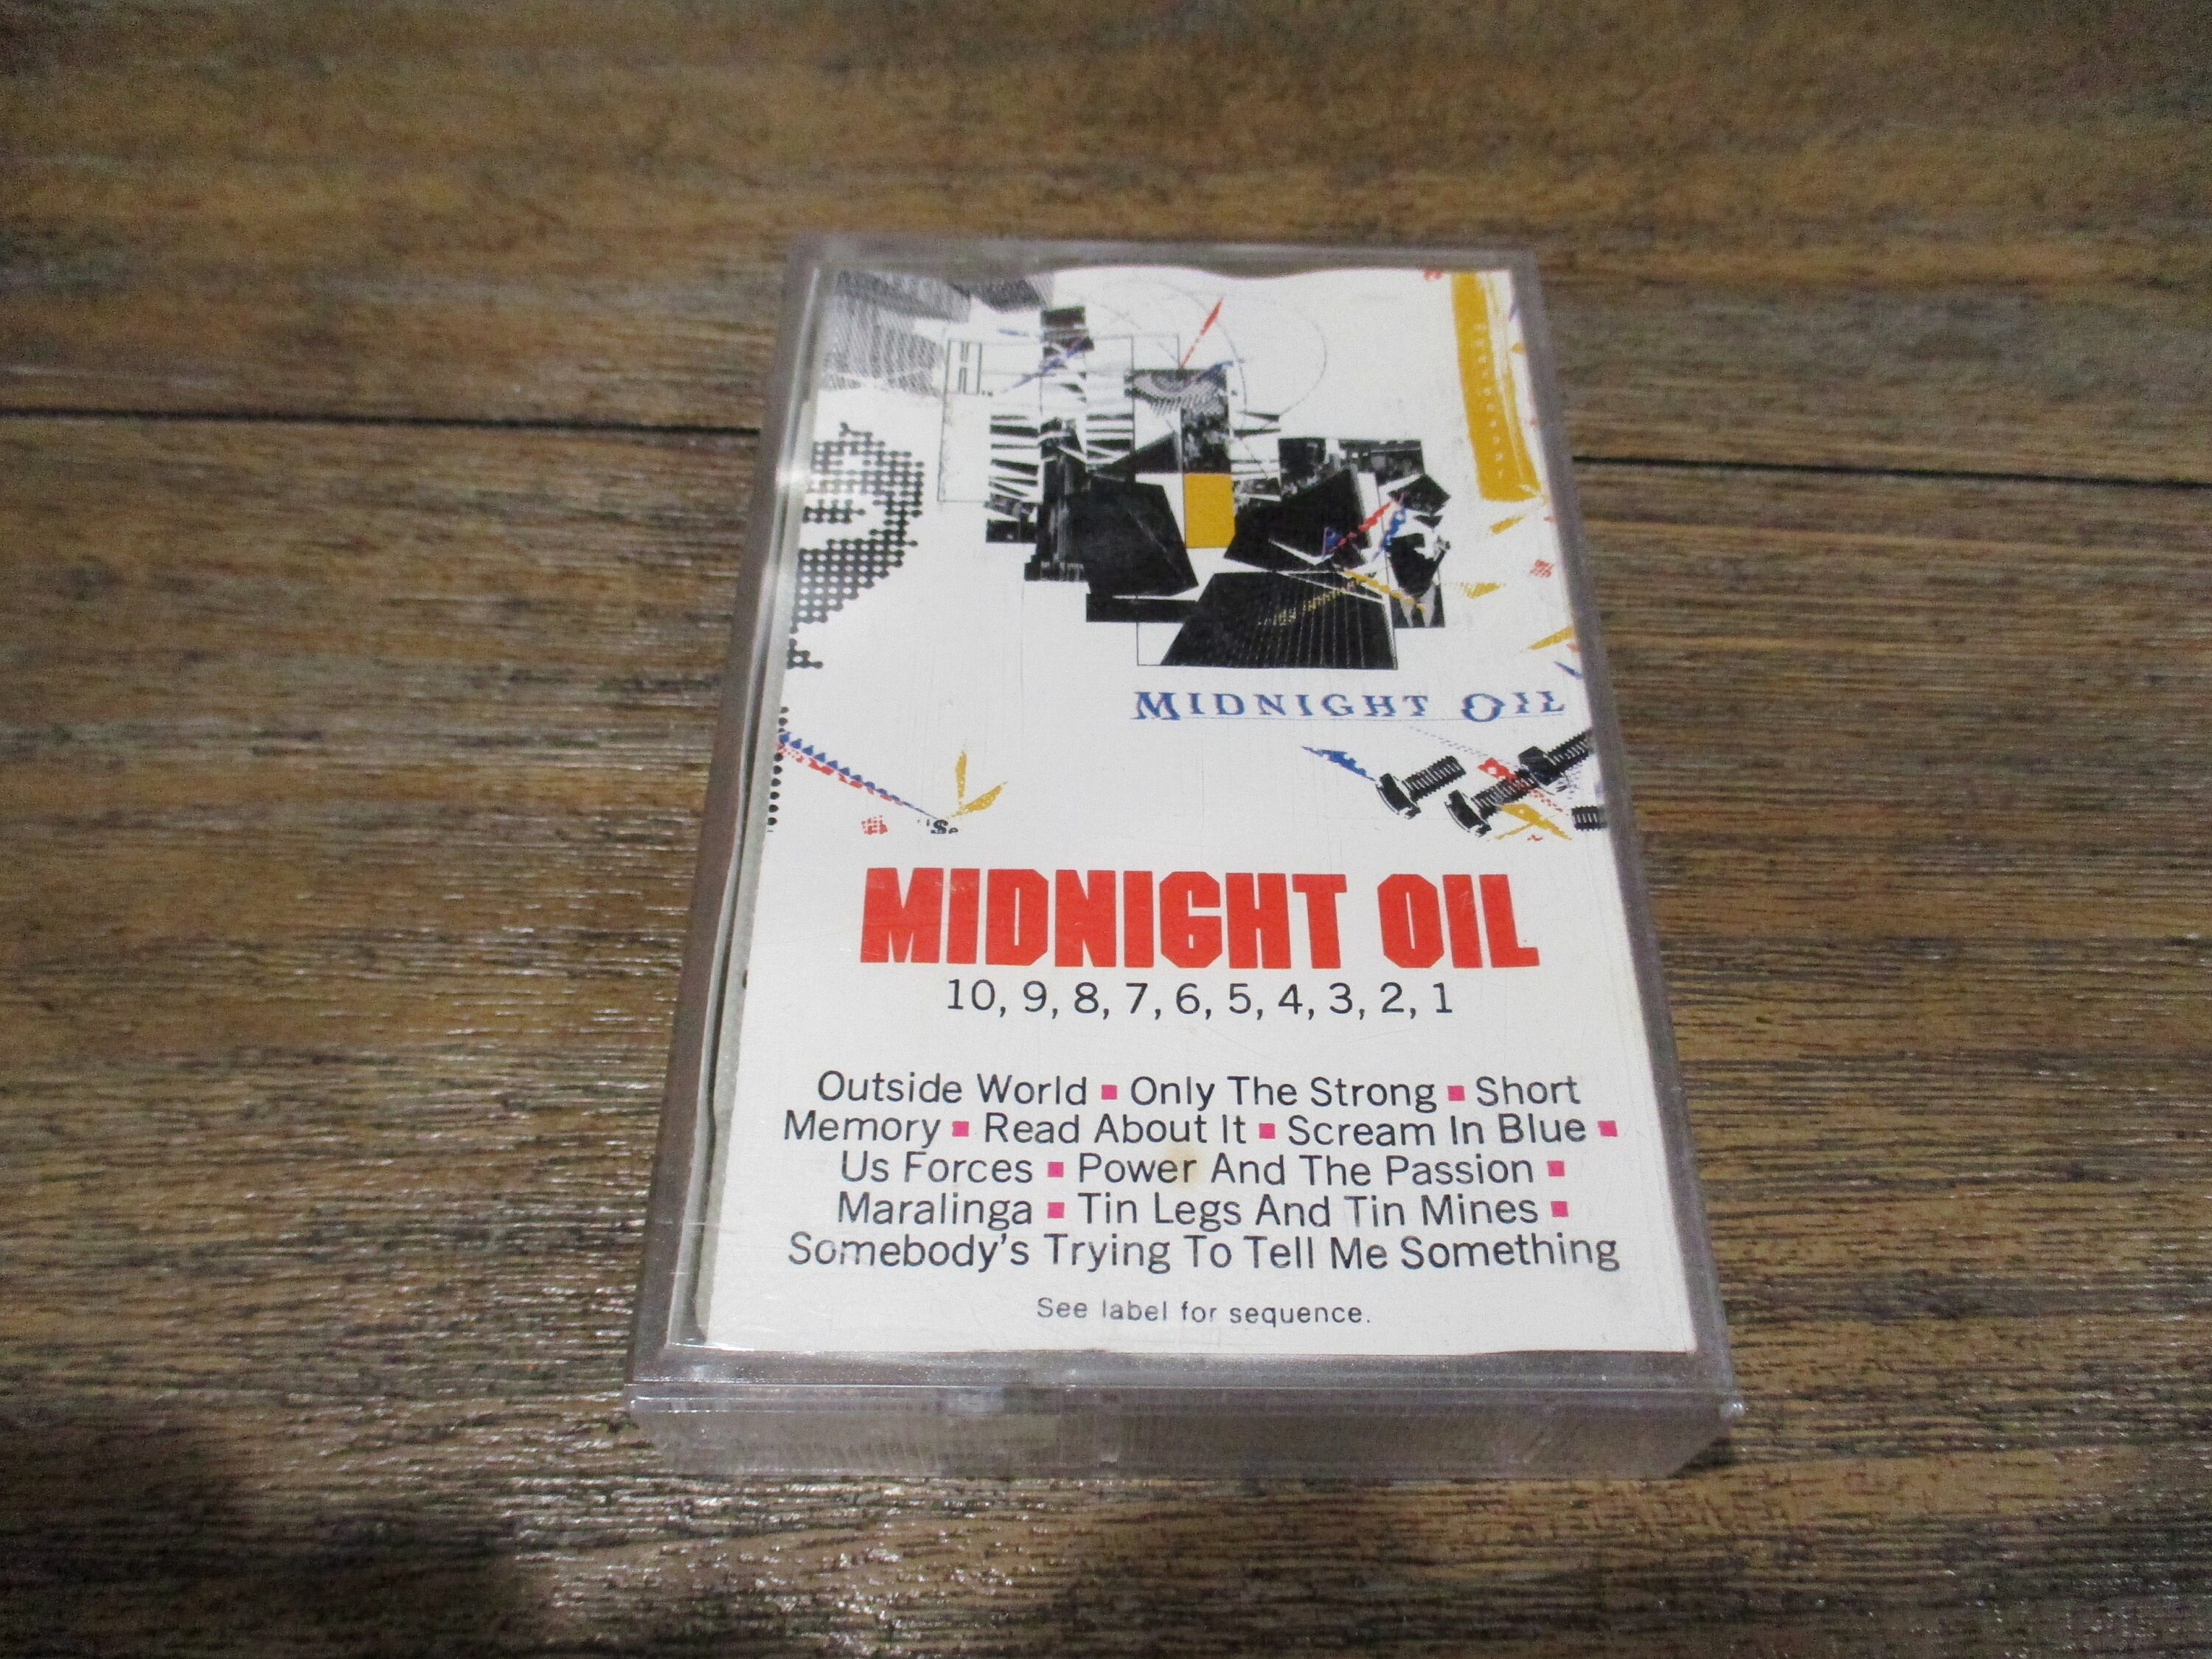 MIDNIGHT OIL
MIDNIGHT OIL
10, 9, 8, 7, 6, 5, 4, 3, 2, 1
Outside World ▪ Only The Strong ▪ Short
Memory ▪ Read About It ▪ Scream In Blue ▪
Us Forces ▪ Power And The Passion ▪
Maralinga ▪ Tin Legs And Tin Mines ▪
Somebody's Trying To Tell Me Something
See label for sequence.